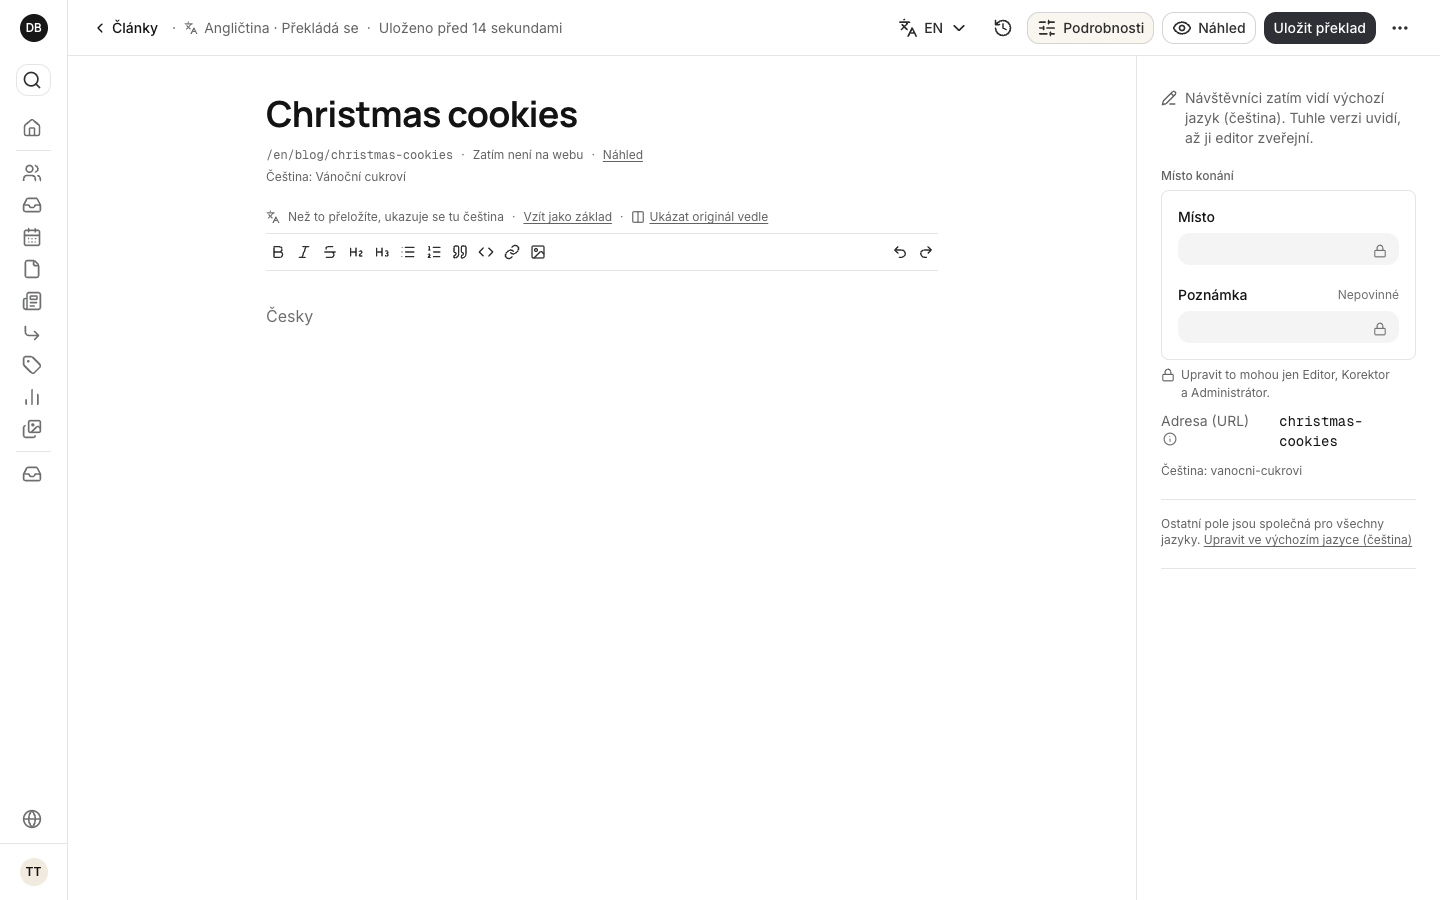 DB
Články · Angličtina · Překládá se · Uloženo před 14 sekundami
EN
Podrobnosti
Náhled
Uložit překlad
Christmas cookies
/en/blog/christmas-cookies · Zatím není na webu · Náhled
Čeština: Vánoční cukroví
Než to přeložíte, ukazuje se tu čeština · Vzít jako základ · Ukázat originál vedle
H2 H3
Česky
Návštěvníci zatím vidí výchozí
jazyk (čeština). Tuhle verzi uvidí,
až ji editor zveřejní.
Místo konání
Místo
Poznámka Nepovinné
Upravit to mohou jen Editor, Korektor
a Administrátor.
Adresa (URL) christmas-
cookies
Čeština: vanocni-cukrovi
Ostatní pole jsou společná pro všechny
jazyky. Upravit ve výchozím jazyce (čeština)
TT